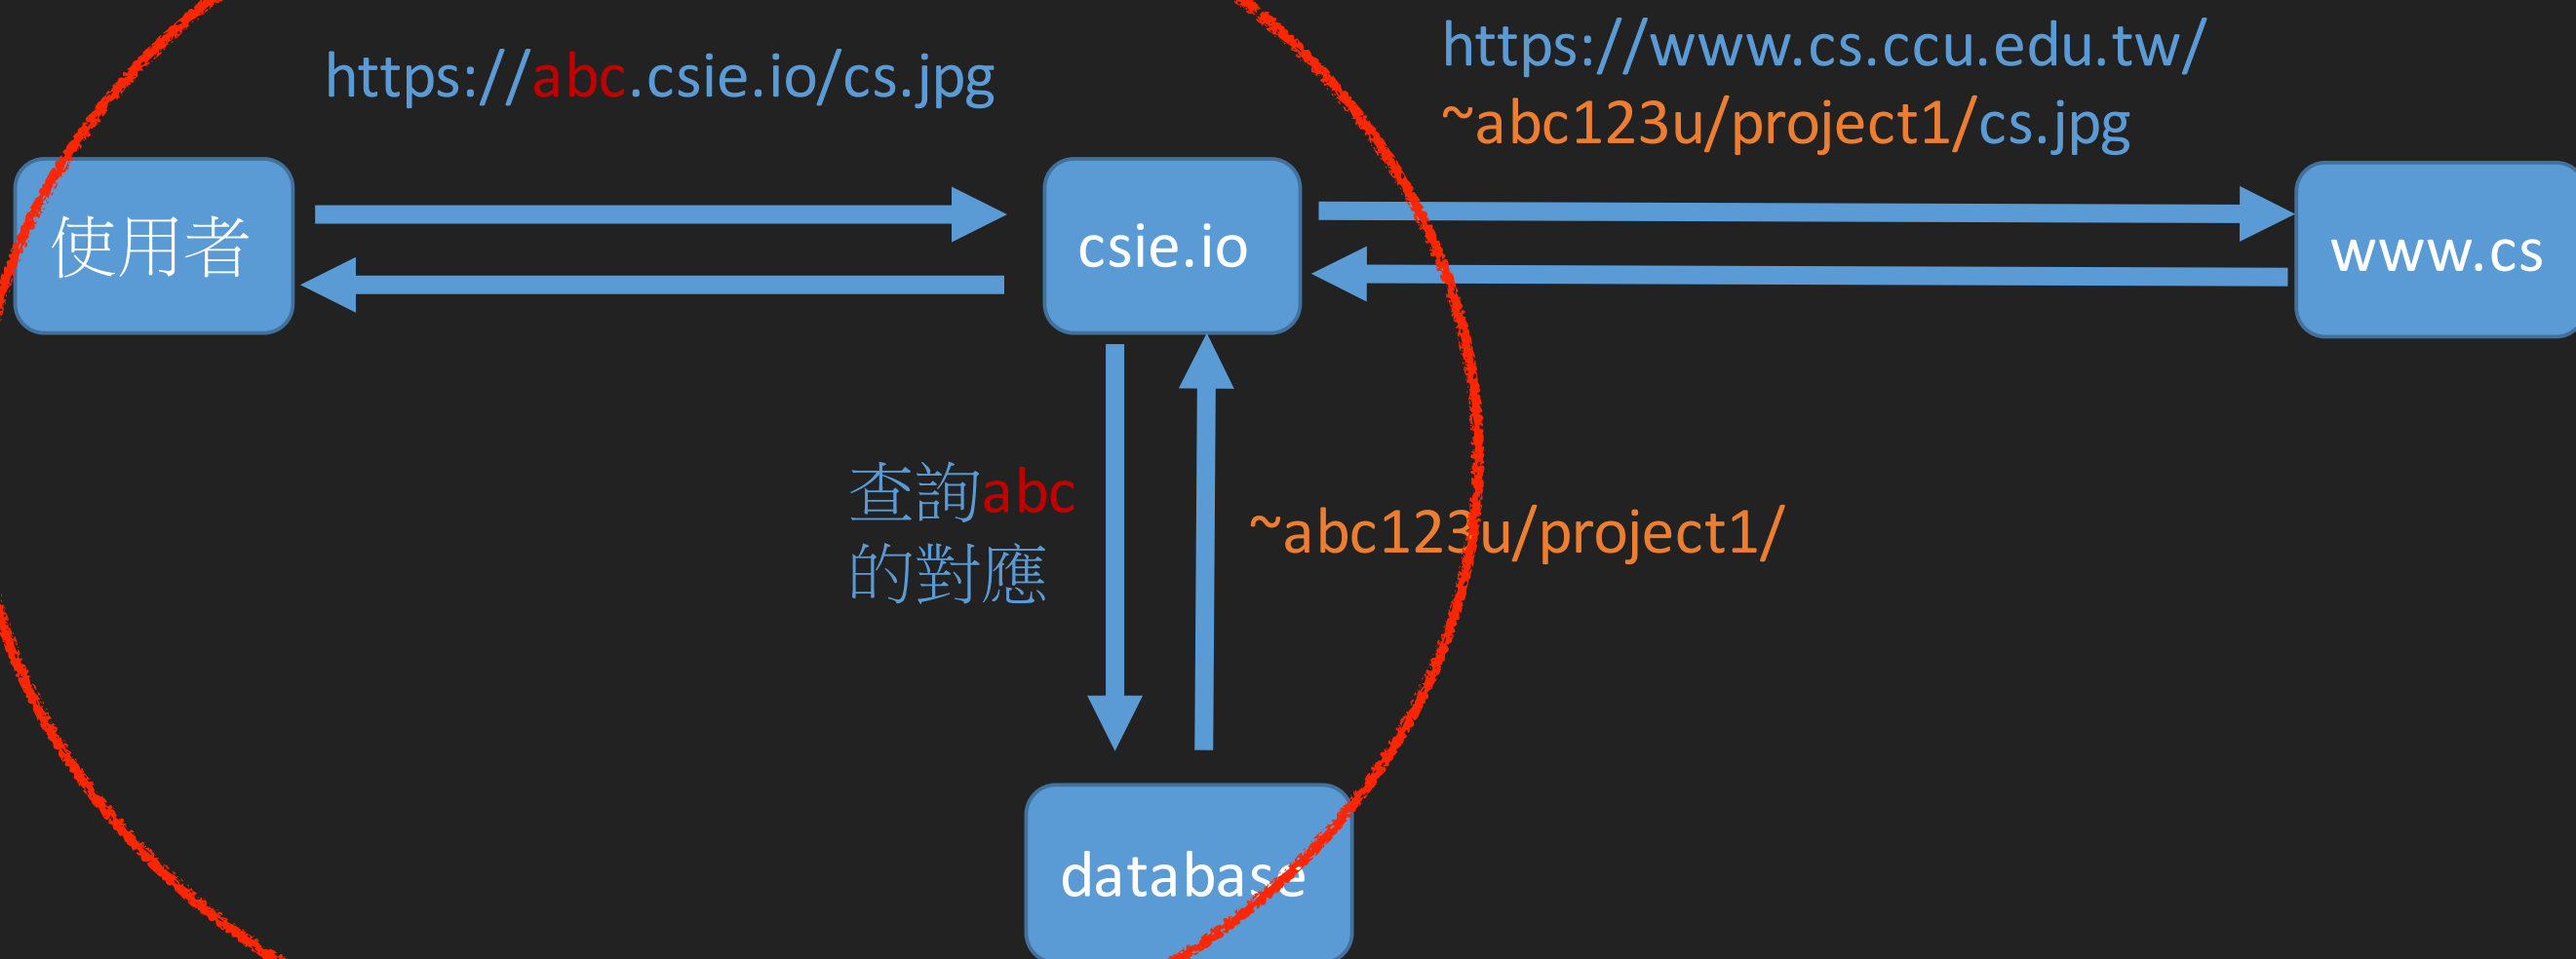 https://abc.csie.io/cs.jpg
https://www.cs.ccu.edu.tw/
~abc123u/project1/cs.jpg
使用者
csie.io
www.cs
查詢abc
的對應
~abc123u/project1/
database